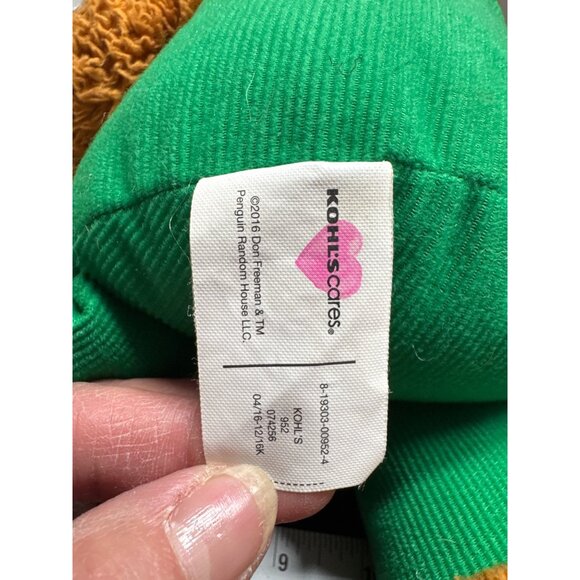 KOHL'S cares®
©2016 Don Freeman & TM
Penguin Random House LLC.
8-19303-00952-4
KOHL'S
952
074256
04/16-12/16K
9